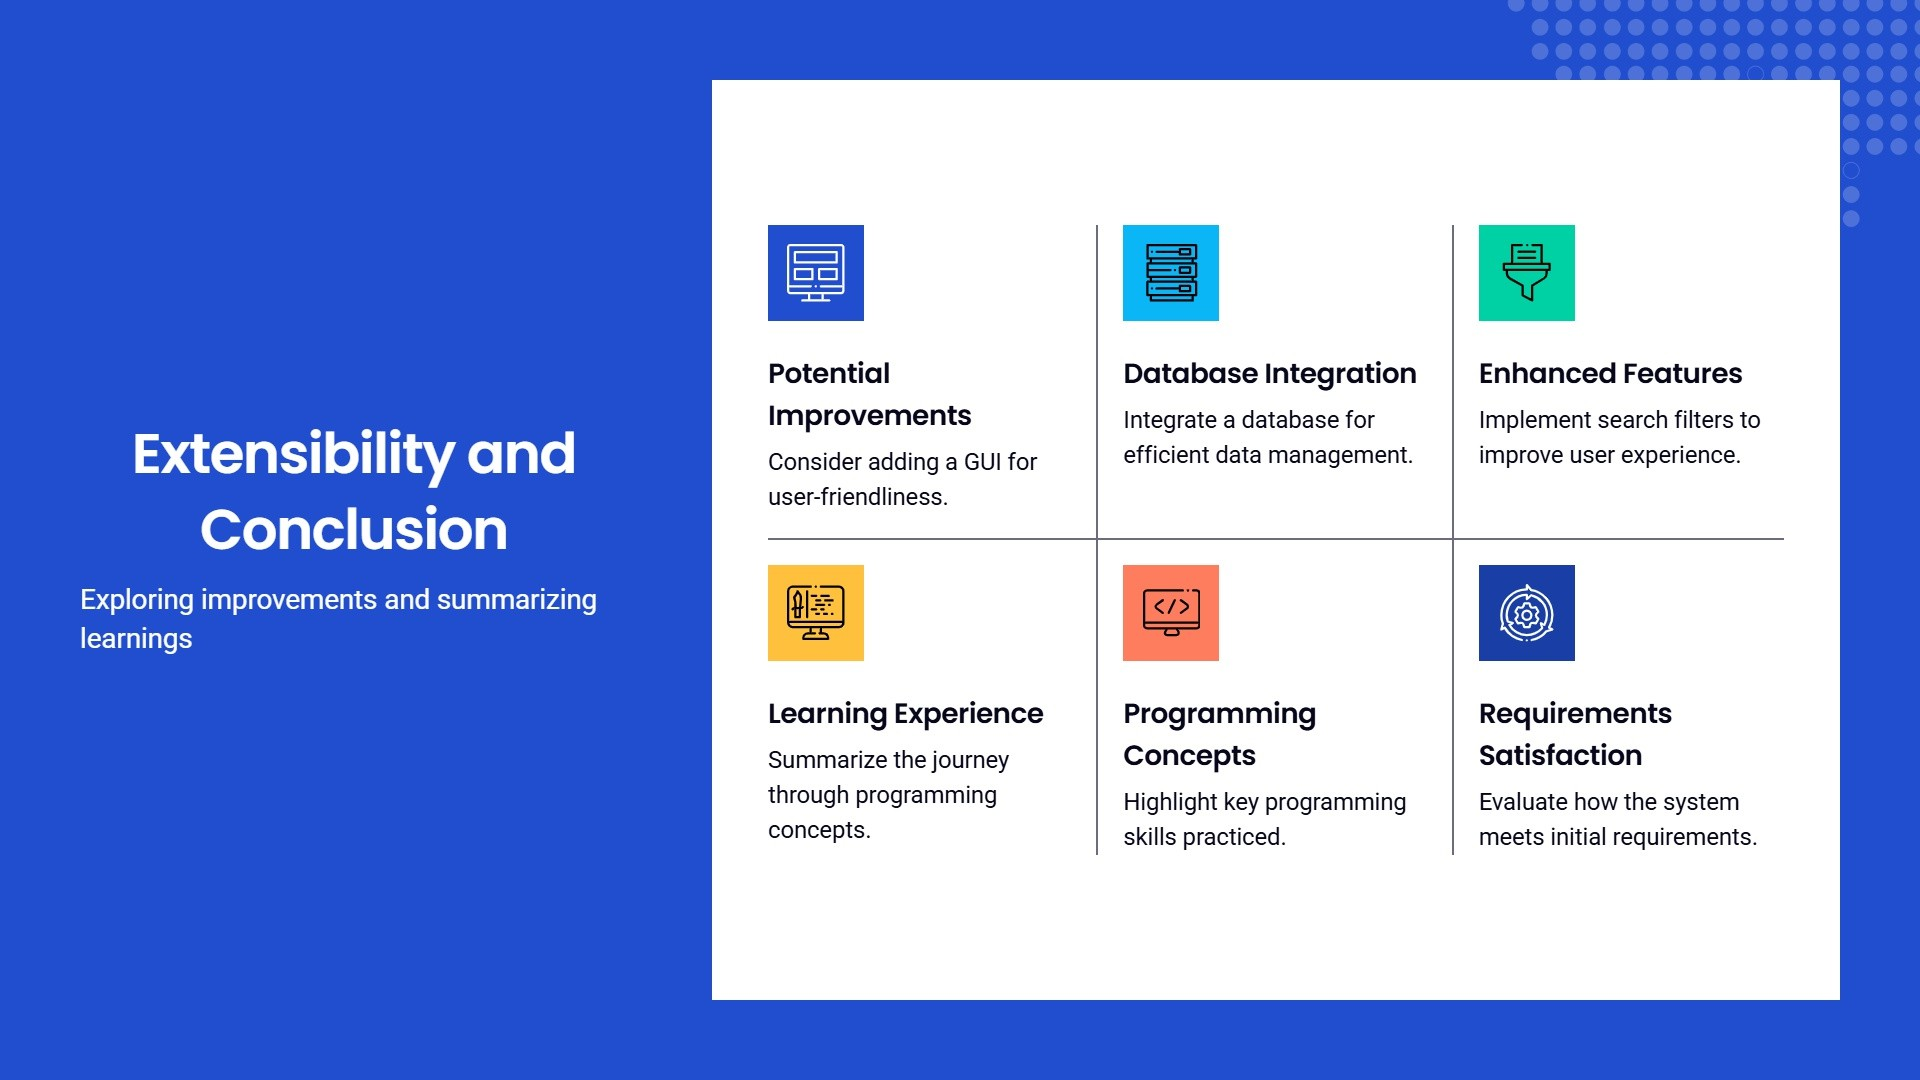 Extensibility and
Conclusion
Exploring improvements and summarizing
learnings
Potential
Improvements
Consider adding a GUI for
user-friendliness.
Database Integration
Integrate a database for
efficient data management.
Enhanced Features
Implement search filters to
improve user experience.
Learning Experience
Summarize the journey
through programming
concepts.
Programming
Concepts
Highlight key programming
skills practiced.
Requirements
Satisfaction
Evaluate how the system
meets initial requirements.